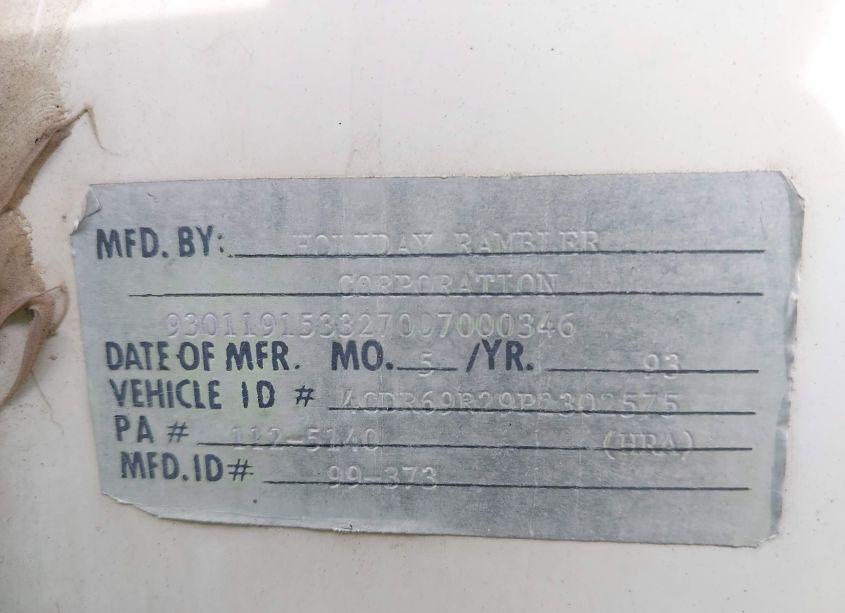 MFD. BY: HOLIDAY RAMBLER
CORPORATION
DATE OF MFR. MO. 5 /YR. 93
VEHICLE ID #
PA # 112-5140 (HRA)
MFD. ID # 99-373